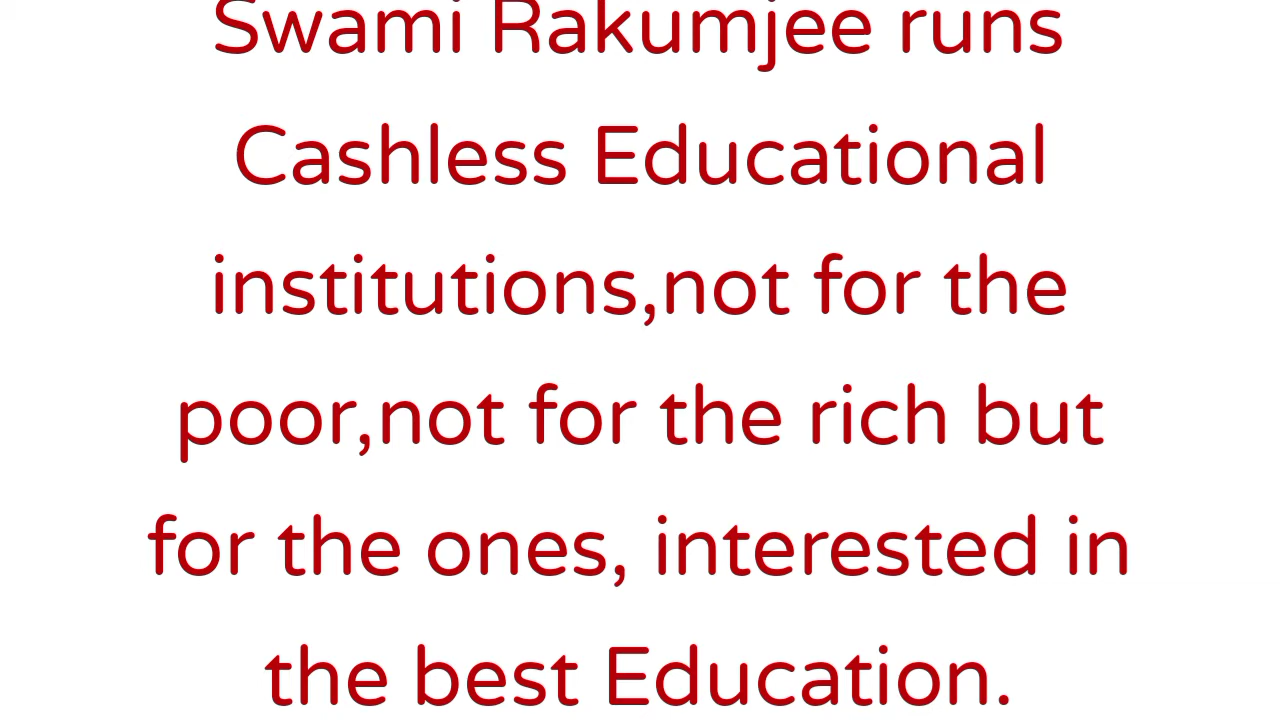 Swami Rakumjee runs
Cashless Educational
institutions,not for the
poor,not for the rich but
for the ones, interested in
the best Education.